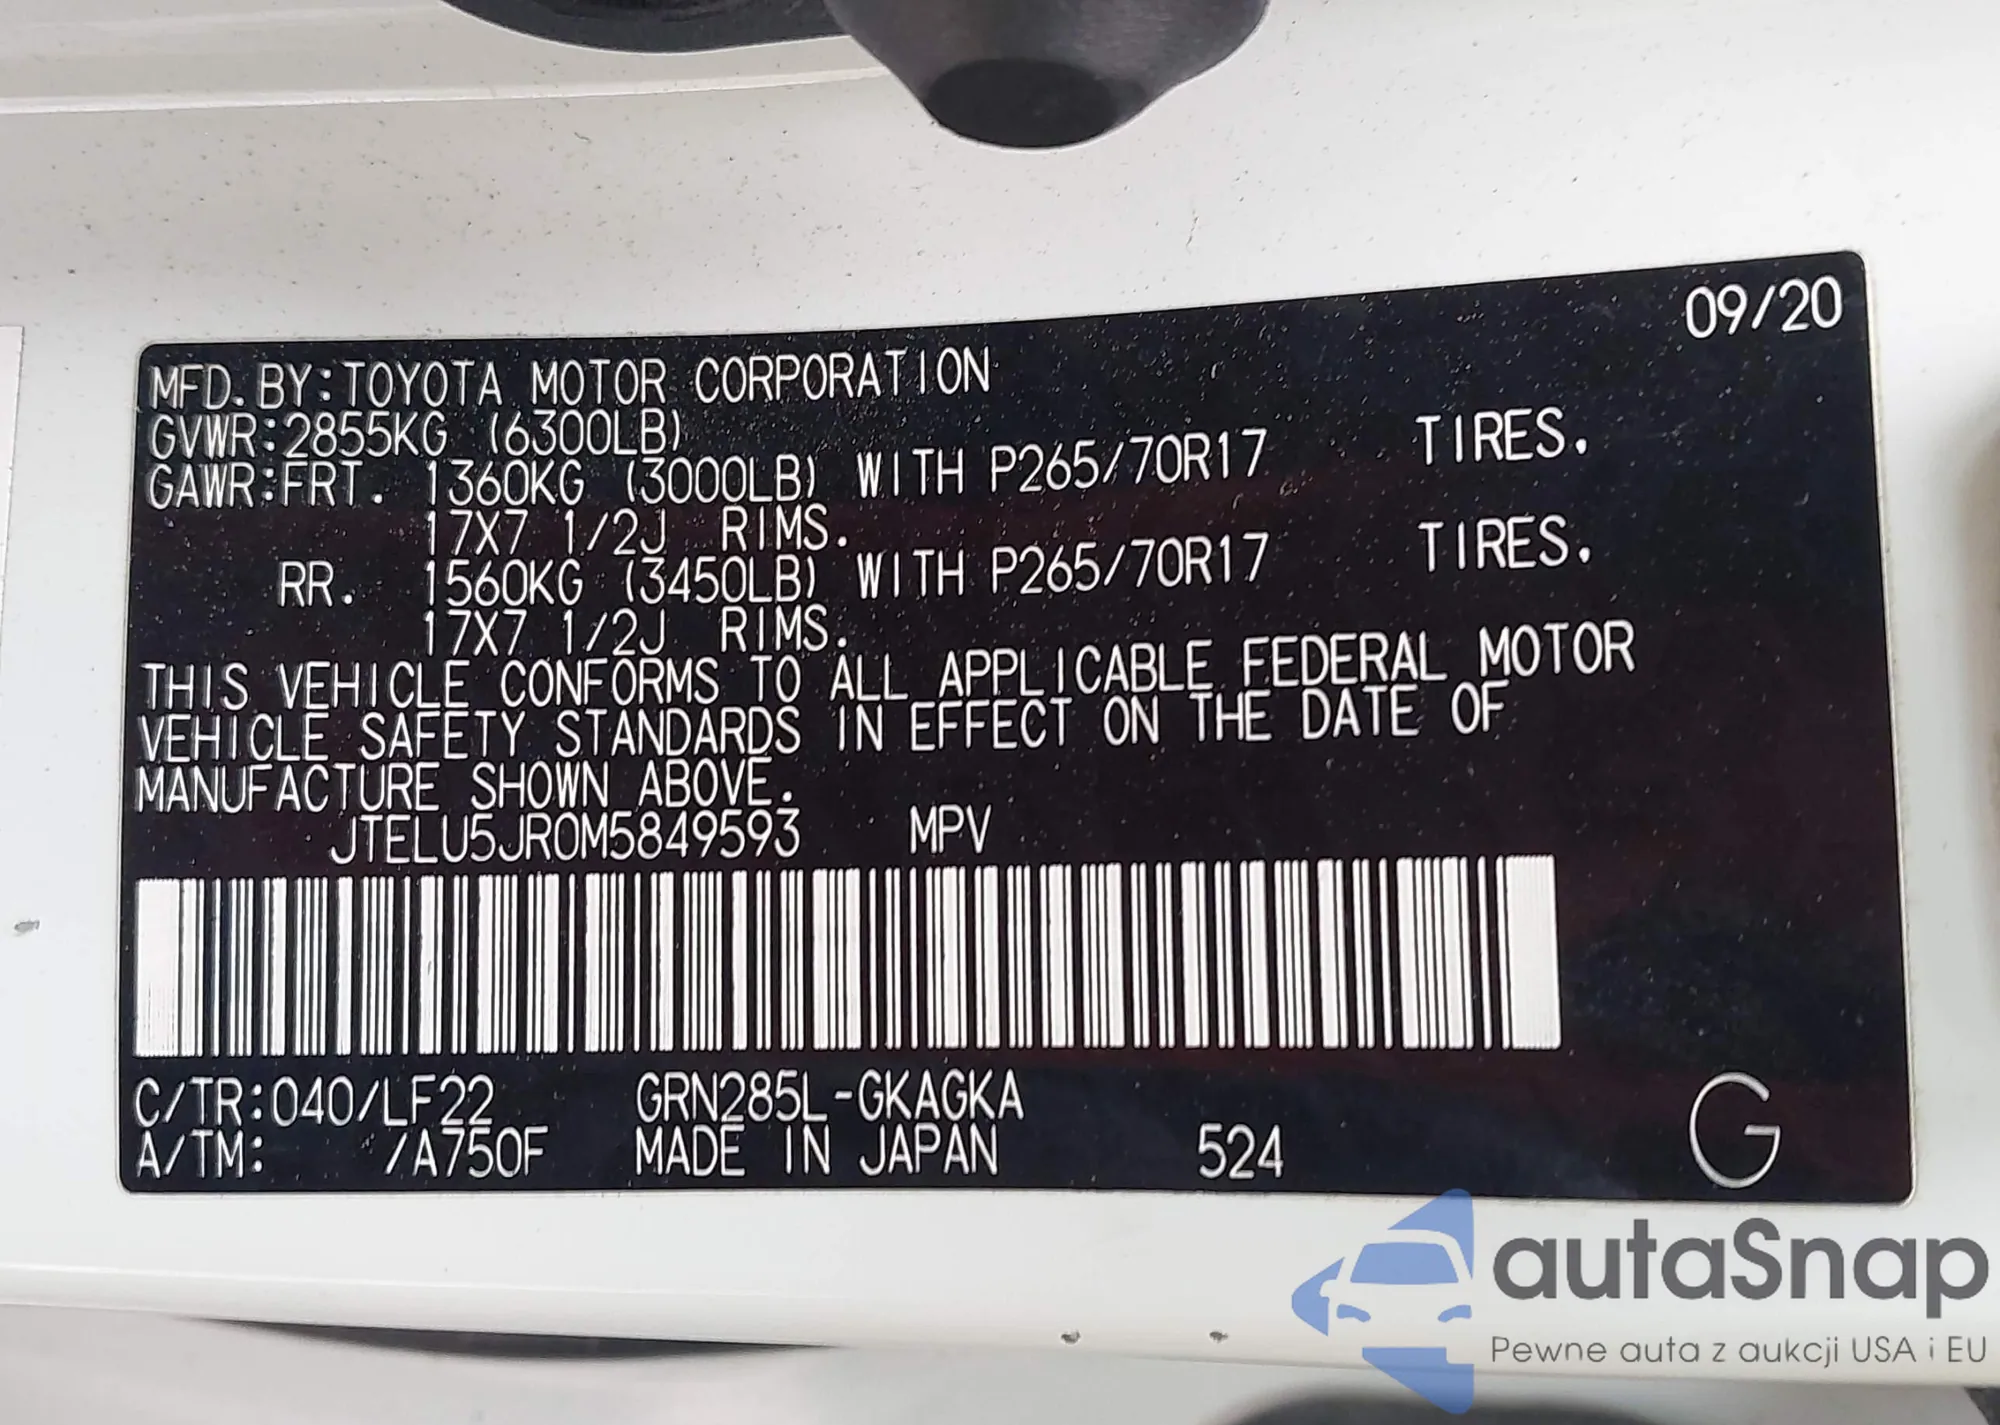 09/20
MFD. BY:TOYOTA MOTOR CORPORATION
GVWR:2855KG (6300LB)
GAWR:FRT. 1360KG (3000LB) WITH P265/70R17 TIRES.
17X7 1/2J RIMS.
RR. 1560KG (3450LB) WITH P265/70R17 TIRES.
17X7 1/2J RIMS.
THIS VEHICLE CONFORMS TO ALL APPLICABLE FEDERAL MOTOR
VEHICLE SAFETY STANDARDS IN EFFECT ON THE DATE OF
MANUFACTURE SHOWN ABOVE.
JTELU5JR0M5849593 MPV
C/TR:040/LF22 GRN285L-GKAGKA
A/TM: /A750F MADE IN JAPAN 524 G
autaSnap
Pewne auta z aukcji USA i EU